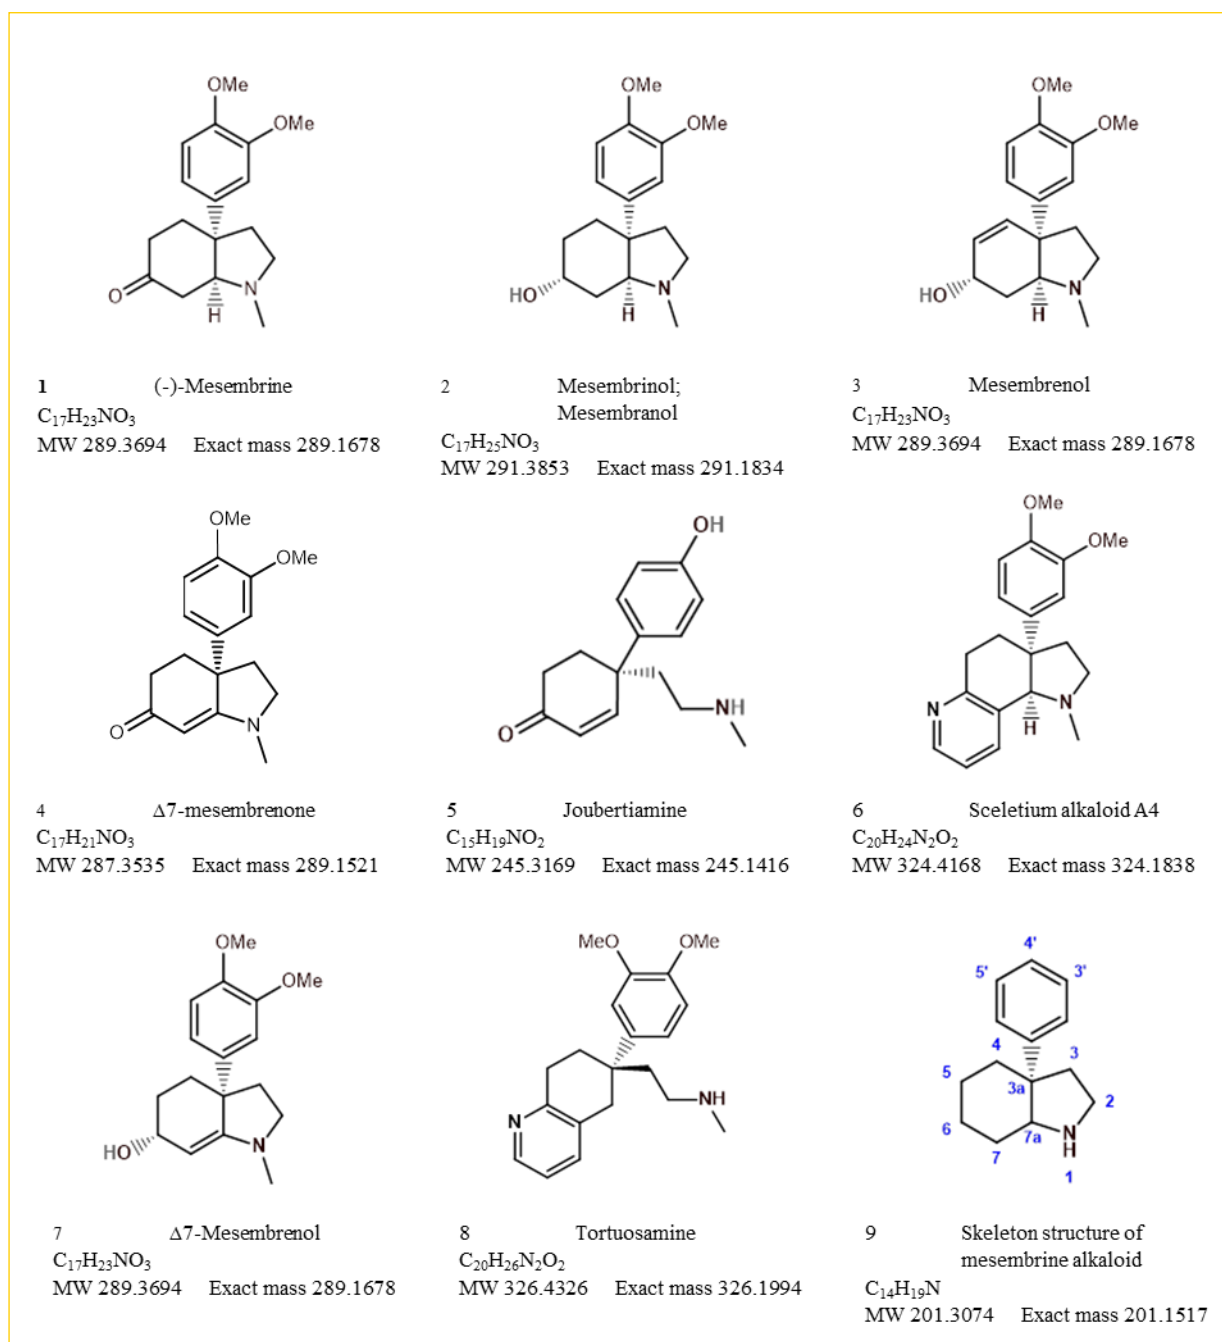 OMe
OMe
O
N
H
1 (-)-Mesembrine
C₁₇H₂₃NO₃
MW 289.3694 Exact mass 289.1678
OMe
OMe
HO
N
H
2 Mesembrinol;
Mesembranol
C₁₇H₂₅NO₃
MW 291.3853 Exact mass 291.1834
OMe
OMe
HO
N
H
3 Mesembrenol
C₁₇H₂₃NO₃
MW 289.3694 Exact mass 289.1678
OMe
OMe
O
N
4 Δ7-mesembrenone
C₁₇H₂₁NO₃
MW 287.3535 Exact mass 289.1521
OH
NH
O
5 Joubertiamine
C₁₅H₁₉NO₂
MW 245.3169 Exact mass 245.1416
OMe
OMe
N
N
H
6 Sceletium alkaloid A4
C₂₀H₂₄N₂O₂
MW 324.4168 Exact mass 324.1838
OMe
OMe
HO
N
7 Δ7-Mesembrenol
C₁₇H₂₃NO₃
MW 289.3694 Exact mass 289.1678
MeO OMe
NH
N
8 Tortuosamine
C₂₀H₂₆N₂O₂
MW 326.4326 Exact mass 326.1994
4'
5' 3'
4 3
5 3a
2
6 7a N
7 H
1
9 Skeleton structure of
mesembrine alkaloid
C₁₄H₁₉N
MW 201.3074 Exact mass 201.1517